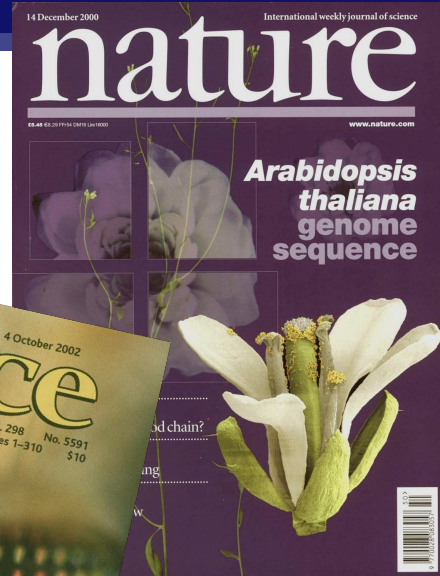 14 December 2000
International weekly journal of science
nature
www.nature.com
Arabidopsis
thaliana
genome
sequence
4 October 2002
ce
298
No. 5591
es 1–310
$10
od chain?
ng
w